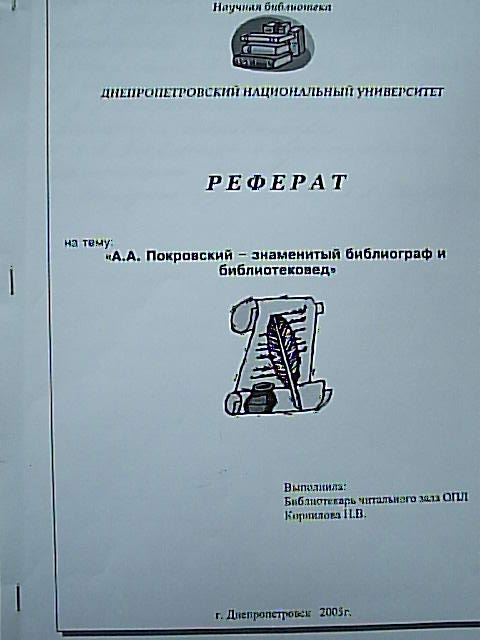 Научная библиотека
ДНЕПРОПЕТРОВСКИЙ НАЦИОНАЛЬНЫЙ УНИВЕРСИТЕТ
РЕФЕРАТ
на тему:
«А.А. Покровский – знаменитый библиограф и
библиотековед»
Выполнила:
Библиотекарь читального зала ОПЛ
г. Днепропетровск 2005г.